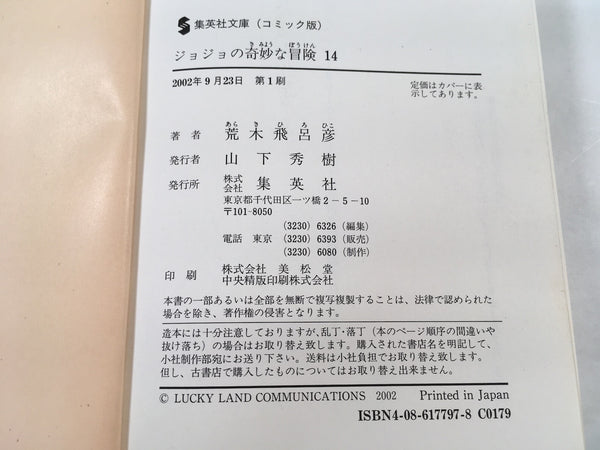 集英社文庫（コミック版）
ジョジョの奇妙な冒険 14
2002年9月23日 第1刷
定価はカバーに表
示してあります。
著者 荒木飛呂彦
発行者 山下秀樹
発行所 株式会社 集英社
東京都千代田区一ツ橋2－5－10
〒101-8050
(3230) 6326 (編集)
電話 東京 (3230) 6393 (販売)
(3230) 6080 (制作)
印刷 株式会社 美松堂
中央精版印刷株式会社
本書の一部あるいは全部を無断で複写複製することは、法律で認められた
場合を除き、著作権の侵害となります。
造本には十分注意しておりますが、乱丁・落丁（本のページ順序の間違いや
抜け落ち）の場合はお取り替え致します。購入された書店名を明記して、
小社制作部宛にお送り下さい。送料は小社負担でお取り替え致します。
但し、古書店で購入したものについてはお取り替え出来ません。
© LUCKY LAND COMMUNICATIONS 2002 Printed in Japan
ISBN4-08-617797-8 C0179